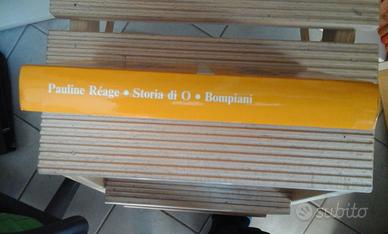 Pauline Réage • Storia di O • Bompiani
subito